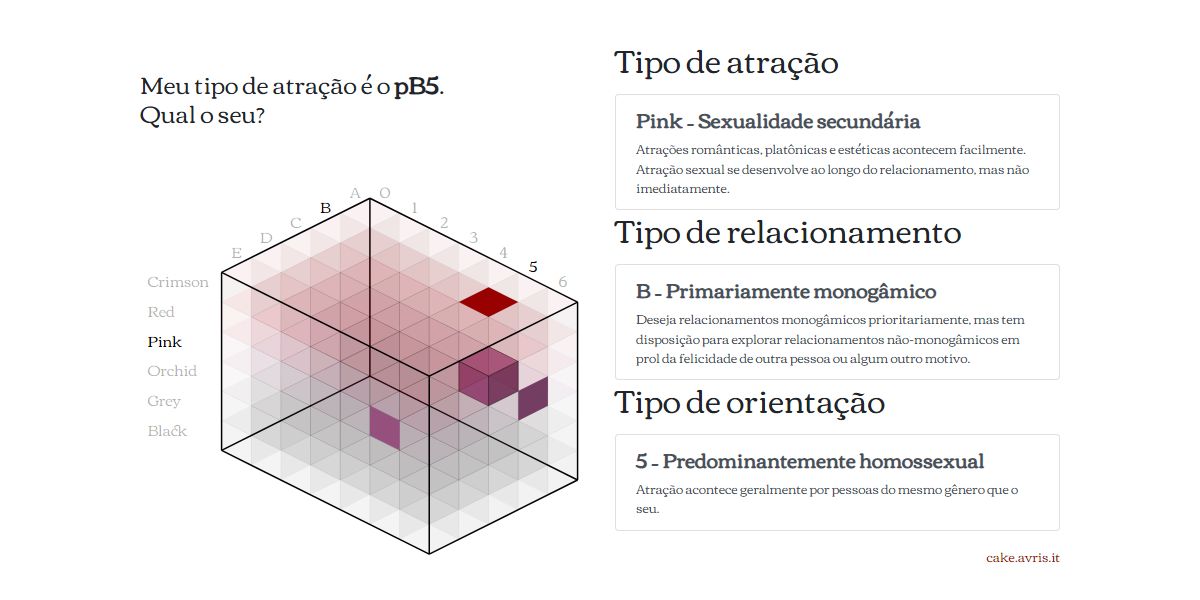 Meu tipo de atração é o pB5.
Qual o seu?
A
O
B
1
C
2
D
3
E
4
5
6
Crimson
Red
Pink
Orchid
Grey
Black
Tipo de atração
Pink - Sexualidade secundária
Atrações românticas, platônicas e estéticas acontecem facilmente.
Atração sexual se desenvolve ao longo do relacionamento, mas não
imediatamente.
Tipo de relacionamento
B - Primariamente monogâmico
Deseja relacionamentos monogâmicos prioritariamente, mas tem
disposição para explorar relacionamentos não-monogâmicos em
prol da felicidade de outra pessoa ou algum outro motivo.
Tipo de orientação
5 - Predominantemente homossexual
Atração acontece geralmente por pessoas do mesmo gênero que o
seu.
cake.avris.it